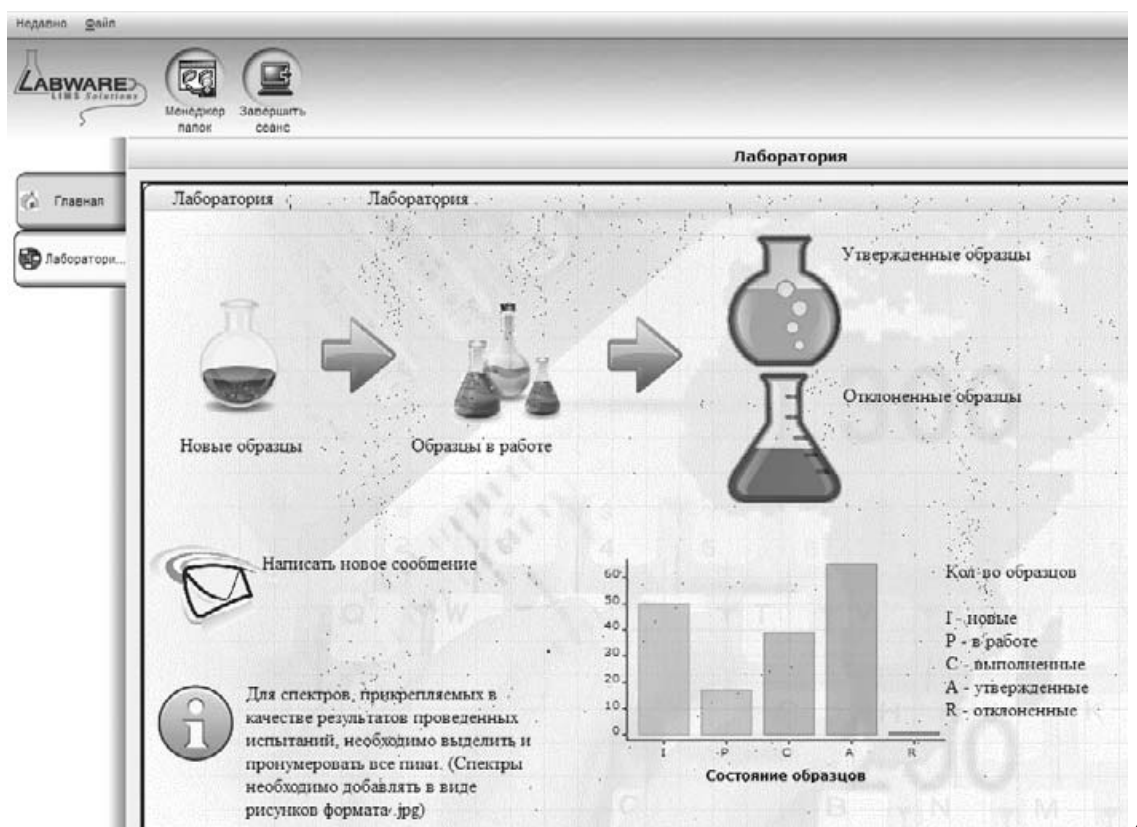 Недавно Файл
LABWARE
LIMS Solutions
Менеджер
папок
Завершить
сеанс
Лаборатория
Главная
Лаборатори...
Лаборатория Лаборатория
Утвержденные образцы
Отклоненные образцы
Новые образцы
Образцы в работе
Написать новое сообщение
Для спектров, прикрепляемых в
качестве результатов проведенных
испытаний, необходимо выделить и
пронумеровать все пики. (Спектры
необходимо добавлять в виде
рисунков формата .jpg)
60
50
40
30
20
10
0
I P C A R
Состояние образцов
Кол-во образцов
I - новые
P - в работе
C - выполненные
A - утвержденные
R - отклоненные